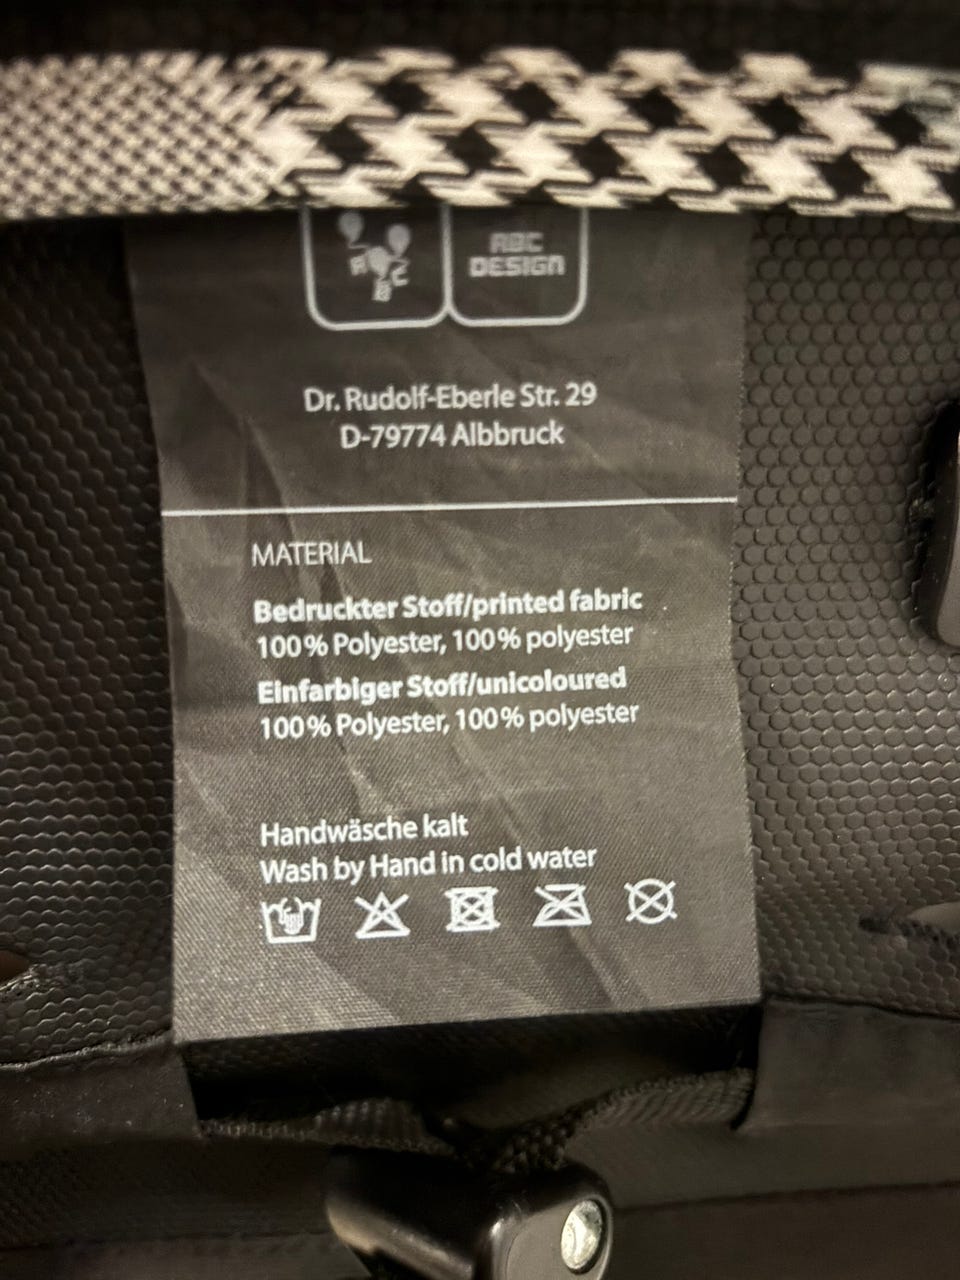 A B C
ABC
DESIGN
Dr. Rudolf-Eberle Str. 29
D-79774 Albbruck
MATERIAL
Bedruckter Stoff/printed fabric
100% Polyester, 100% polyester
Einfarbiger Stoff/unicoloured
100% Polyester, 100% polyester
Handwäsche kalt
Wash by Hand in cold water